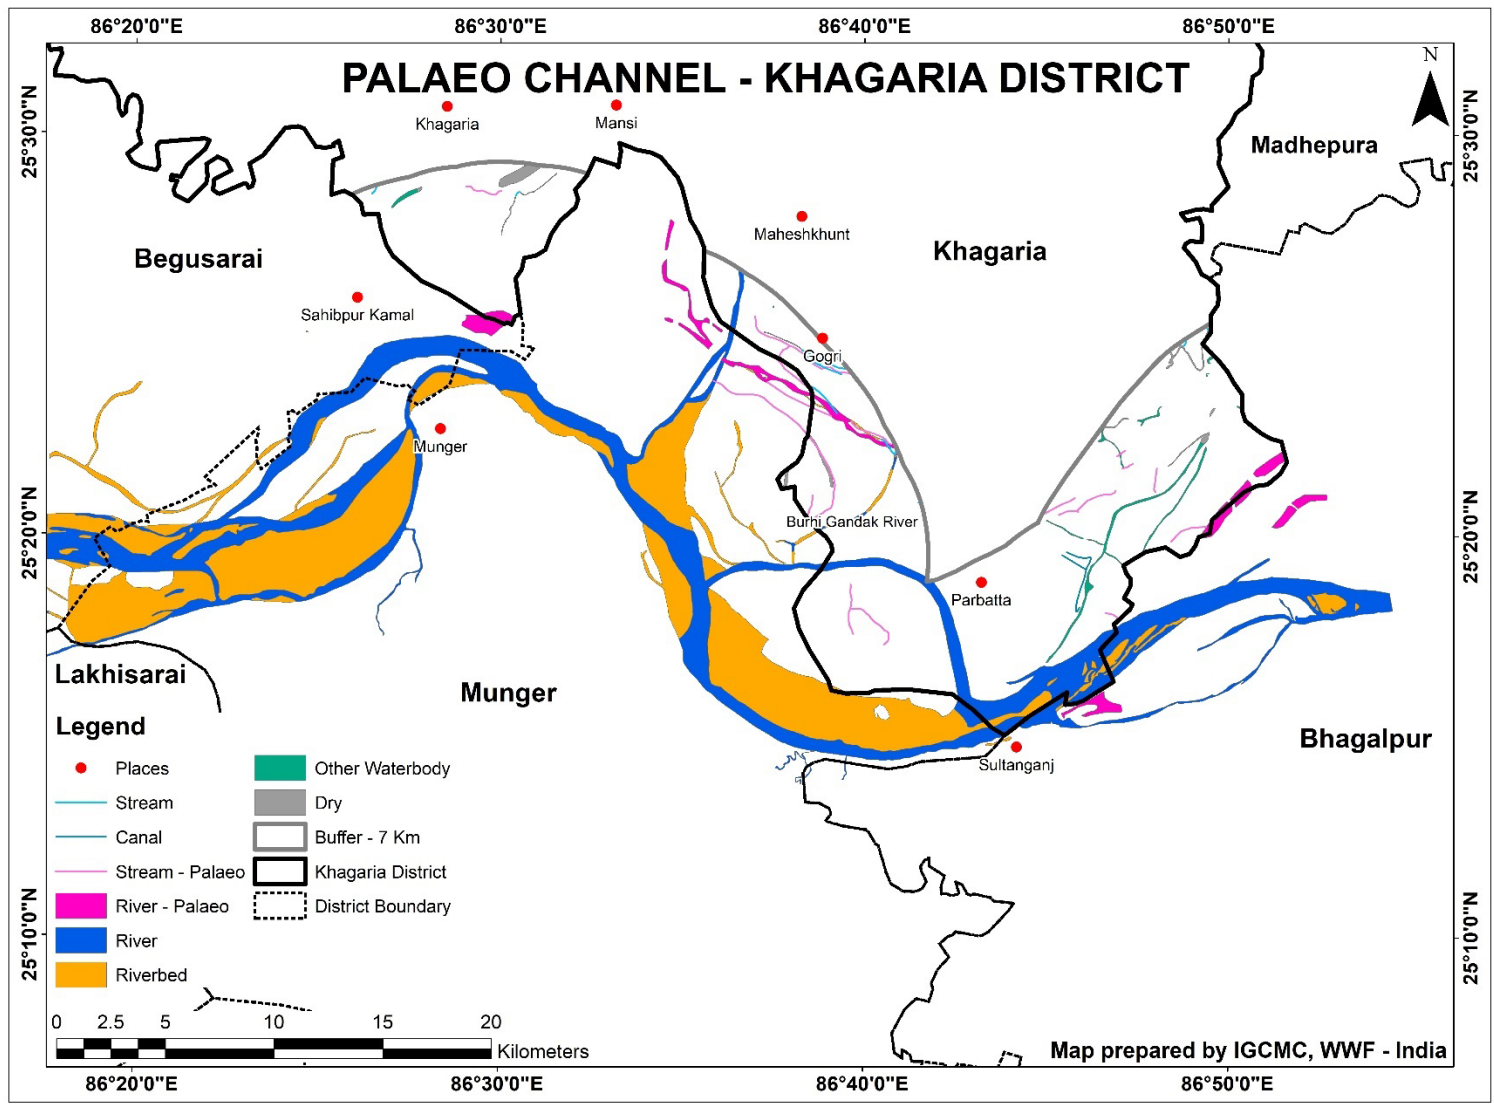 86°20'0"E 86°30'0"E 86°40'0"E 86°50'0"E
PALAEO CHANNEL - KHAGARIA DISTRICT
N
25°30'0"N 25°30'0"N
Khagaria
Mansi
Madhepura
Maheshkhunt
Begusarai
Khagaria
Sahibpur Kamal
Gogri
Munger
Burhi Gandak River
25°20'0"N 25°20'0"N
Parbatta
Lakhisarai
Munger
Bhagalpur
Sultanganj
Legend
Places
Stream
Canal
Stream - Palaeo
River - Palaeo
River
Riverbed
Other Waterbody
Dry
Buffer - 7 Km
Khagaria District
District Boundary
25°10'0"N 25°10'0"N
0 2.5 5 10 15 20
Kilometers
Map prepared by IGCMC, WWF - India
86°20'0"E 86°30'0"E 86°40'0"E 86°50'0"E